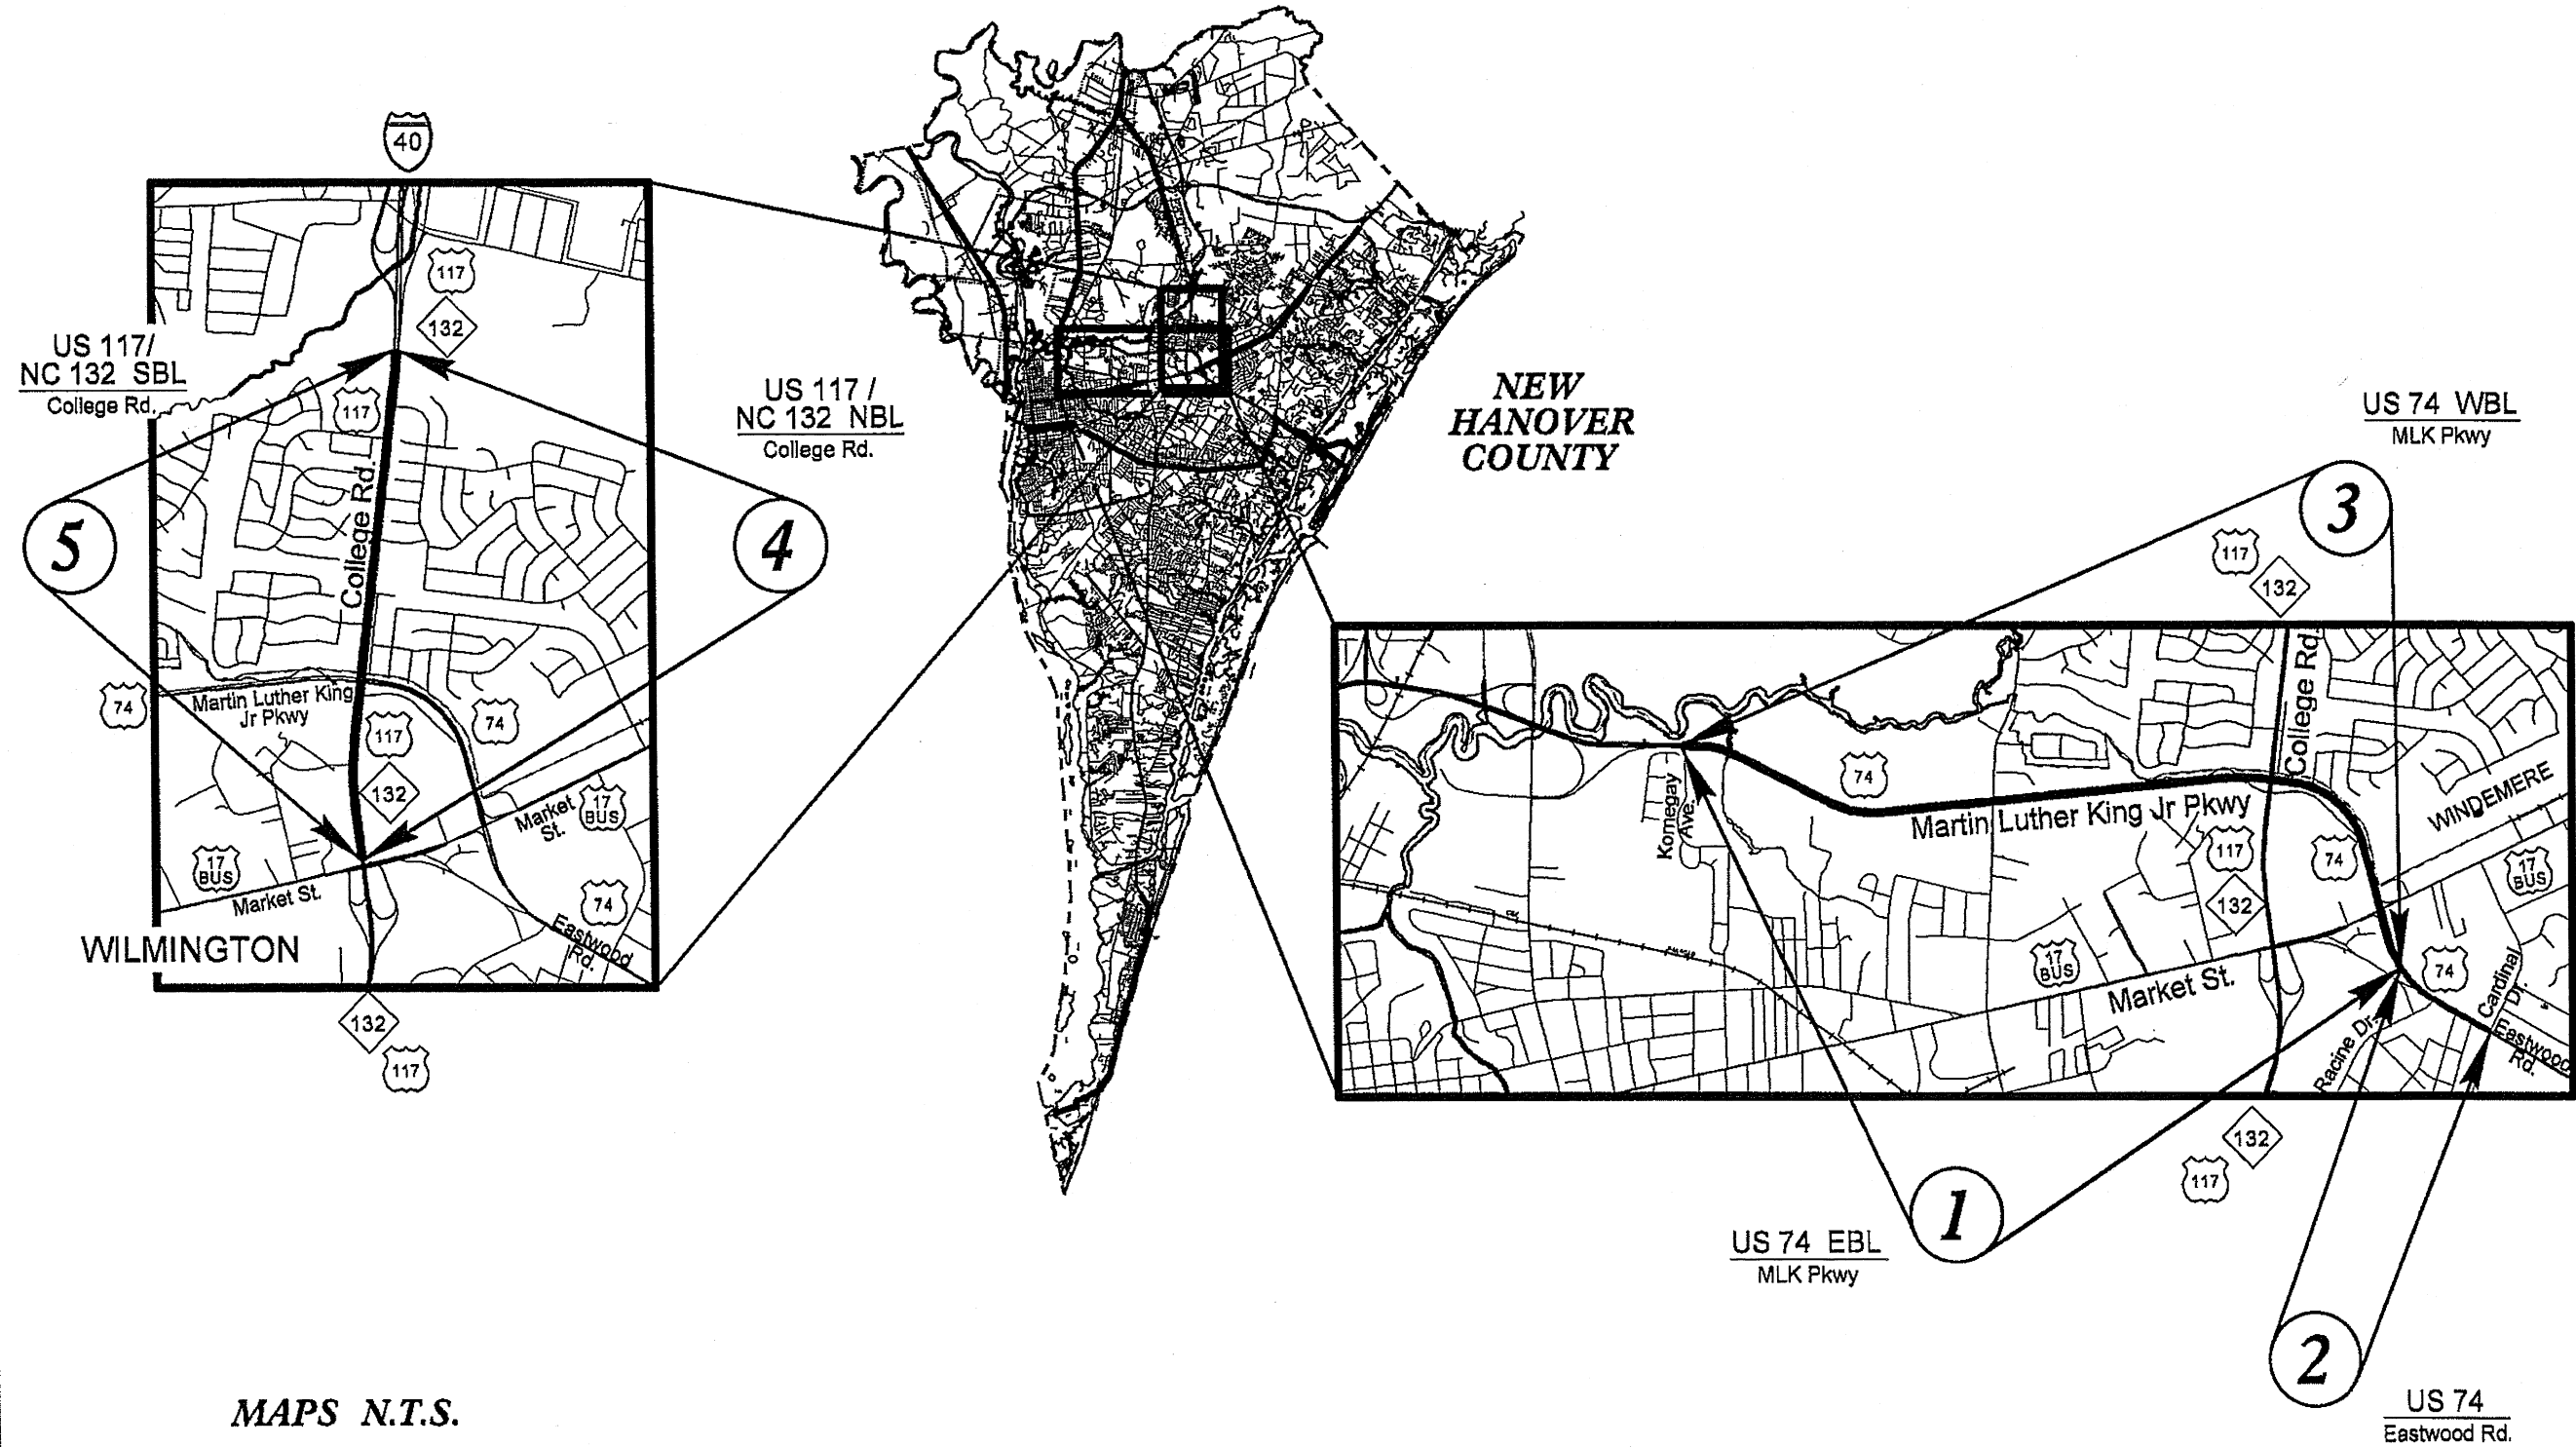 40
117
132
US 117/
NC 132 SBL
College Rd.
117
College Rd.
5
4
US 117 /
NC 132 NBL
College Rd.
74
Martin Luther King
Jr Pkwy
74
117
132
Market
St.
17
BUS
17
BUS
Market St.
74
Eastwood
Rd.
WILMINGTON
132
117
NEW
HANOVER
COUNTY
US 74 WBL
MLK Pkwy
3
117
132
College Rd.
74
Kornegay
Ave.
Martin Luther King Jr Pkwy
WINDEMERE
117
132
74
17
BUS
17
BUS
Market St.
74
Cardinal
Dr.
Racine Dr.
Eastwood
Rd.
132
117
1
US 74 EBL
MLK Pkwy
2
US 74
Eastwood Rd.
MAPS N.T.S.